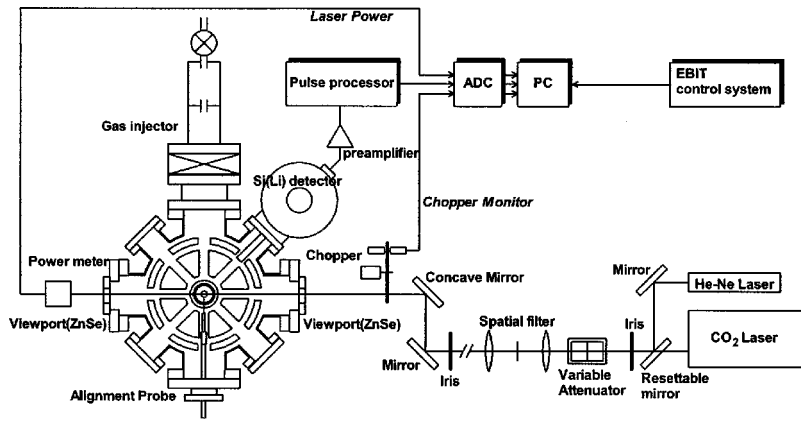 Laser Power
Pulse processor
ADC
PC
EBIT
control system
Gas injector
preamplifier
Si(Li) detector
Chopper Monitor
Power meter
Chopper
Concave Mirror
Mirror
He-Ne Laser
Viewport(ZnSe)
Viewport(ZnSe)
Spatial filter
Iris
CO2 Laser
Mirror
Iris
Variable
Attenuator
Resettable
mirror
Alignment Probe